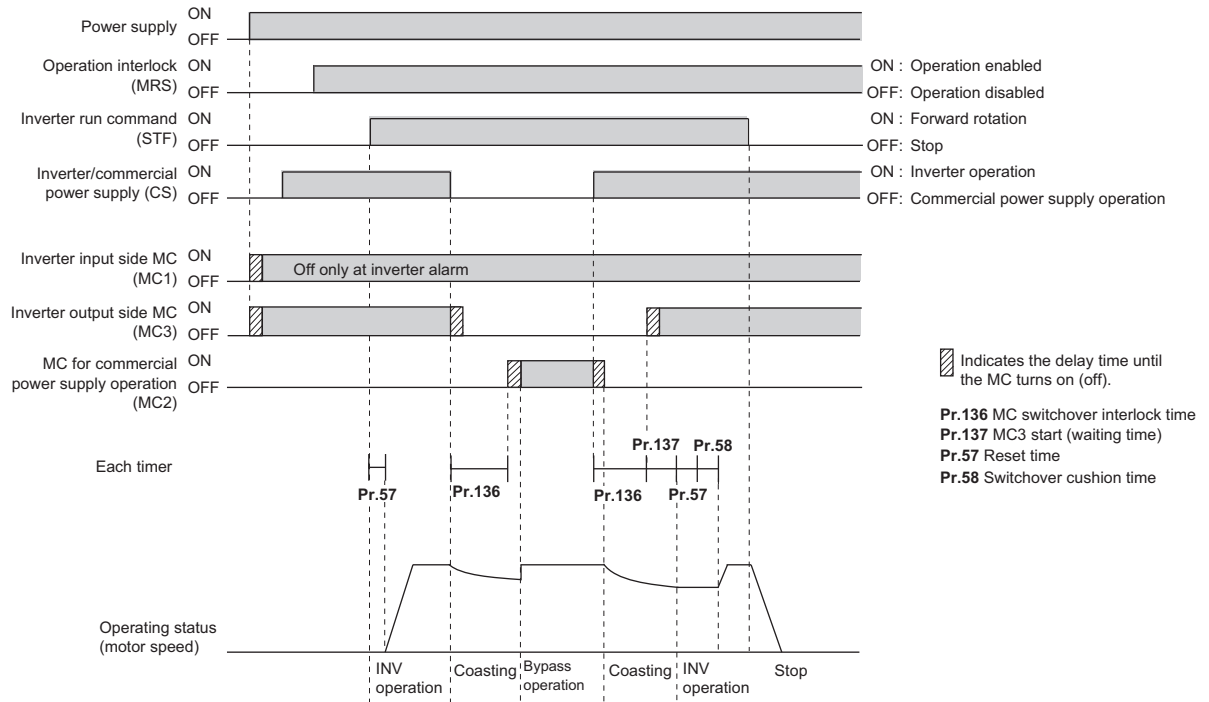 Power supply
ON
OFF
Operation interlock
(MRS)
ON
OFF
ON : Operation enabled
OFF: Operation disabled
Inverter run command
(STF)
ON
OFF
ON : Forward rotation
OFF: Stop
Inverter/commercial
power supply (CS)
ON
OFF
ON : Inverter operation
OFF: Commercial power supply operation
Inverter input side MC
(MC1)
ON
OFF
Off only at inverter alarm
Inverter output side MC
(MC3)
ON
OFF
MC for commercial
power supply operation
(MC2)
ON
OFF
Indicates the delay time until
the MC turns on (off).
Pr.136 MC switchover interlock time
Pr.137 MC3 start (waiting time)
Pr.57 Reset time
Pr.58 Switchover cushion time
Each timer
Pr.137
Pr.58
Pr.57
Pr.136
Pr.136
Pr.57
Operating status
(motor speed)
INV
operation
Coasting
Bypass
operation
Coasting
INV
operation
Stop